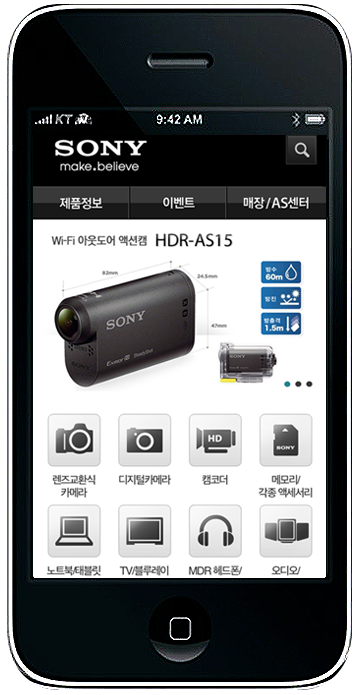 KT
9:42 AM
SONY
make.believe
제품정보
이벤트
매장/AS센터
Wi-Fi 아웃도어 액션캠 HDR-AS15
82mm
24.5mm
47mm
SONY
SteadyShot
방수
60m
방진
방충격
1.5m
HD
SONY
렌즈교환식
카메라
디지털카메라
캠코더
메모리/
각종 액세서리
노트북/태블릿
TV/블루레이
MDR 헤드폰/
오디오/